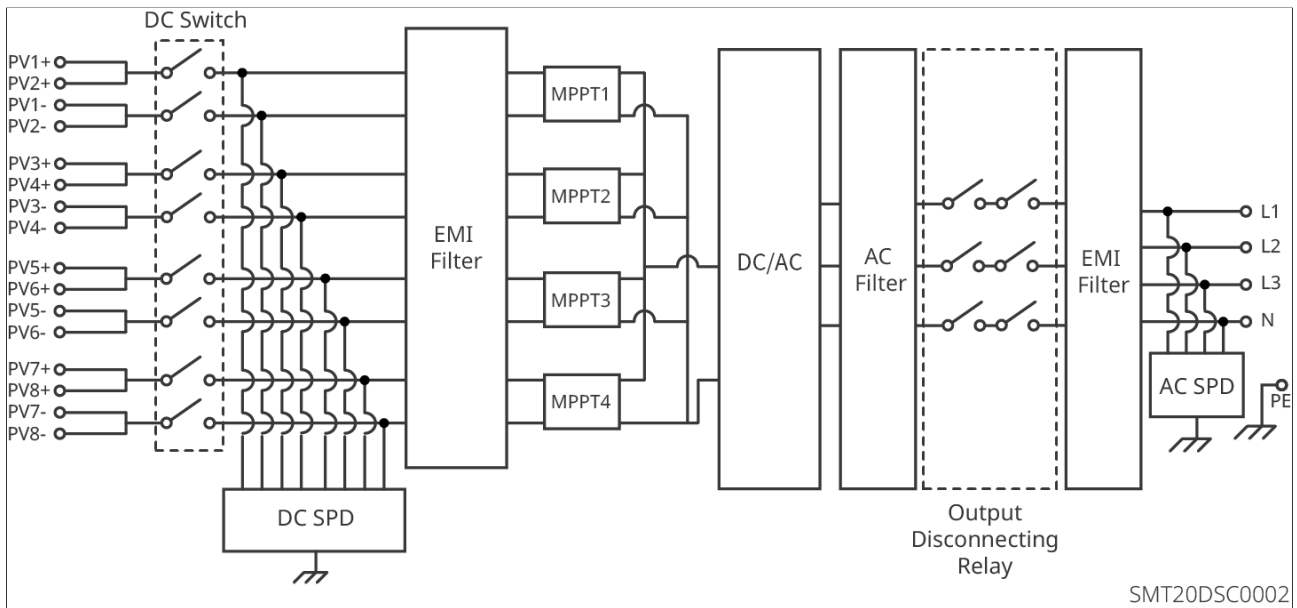 DC Switch
PV1+
PV2+
PV1-
PV2-
PV3+
PV4+
PV3-
PV4-
PV5+
PV6+
PV5-
PV6-
PV7+
PV8+
PV7-
PV8-
DC SPD
EMI
Filter
MPPT1
MPPT2
MPPT3
MPPT4
DC/AC
AC
Filter
Output
Disconnecting
Relay
EMI
Filter
L1
L2
L3
N
AC SPD
PE
SMT20DSC0002